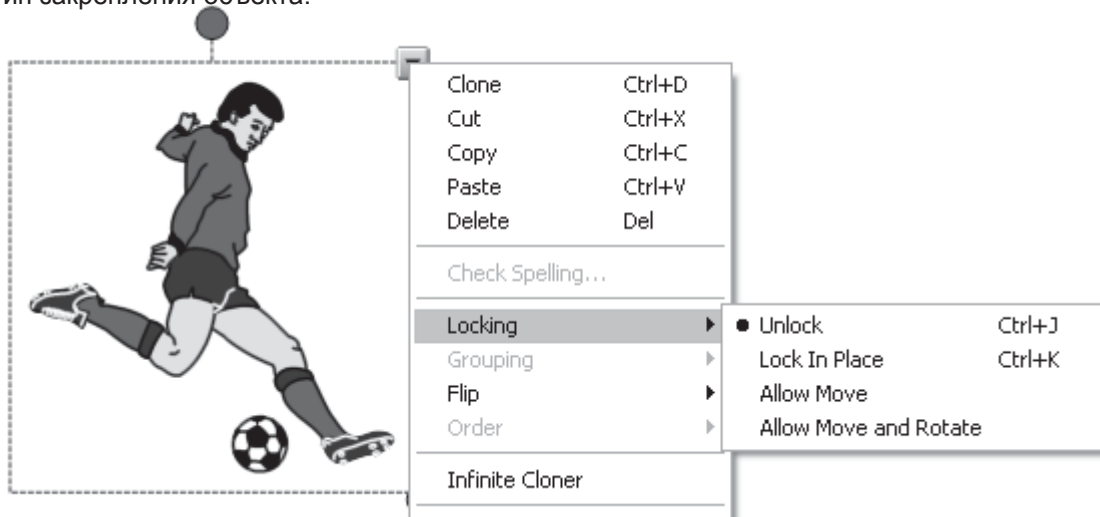 закрепления объекта.
Clone Ctrl+D
Cut Ctrl+X
Copy Ctrl+C
Paste Ctrl+V
Delete Del
Check Spelling...
Locking
Unlock Ctrl+J
Grouping
Lock In Place Ctrl+K
Flip
Allow Move
Order
Allow Move and Rotate
Infinite Cloner